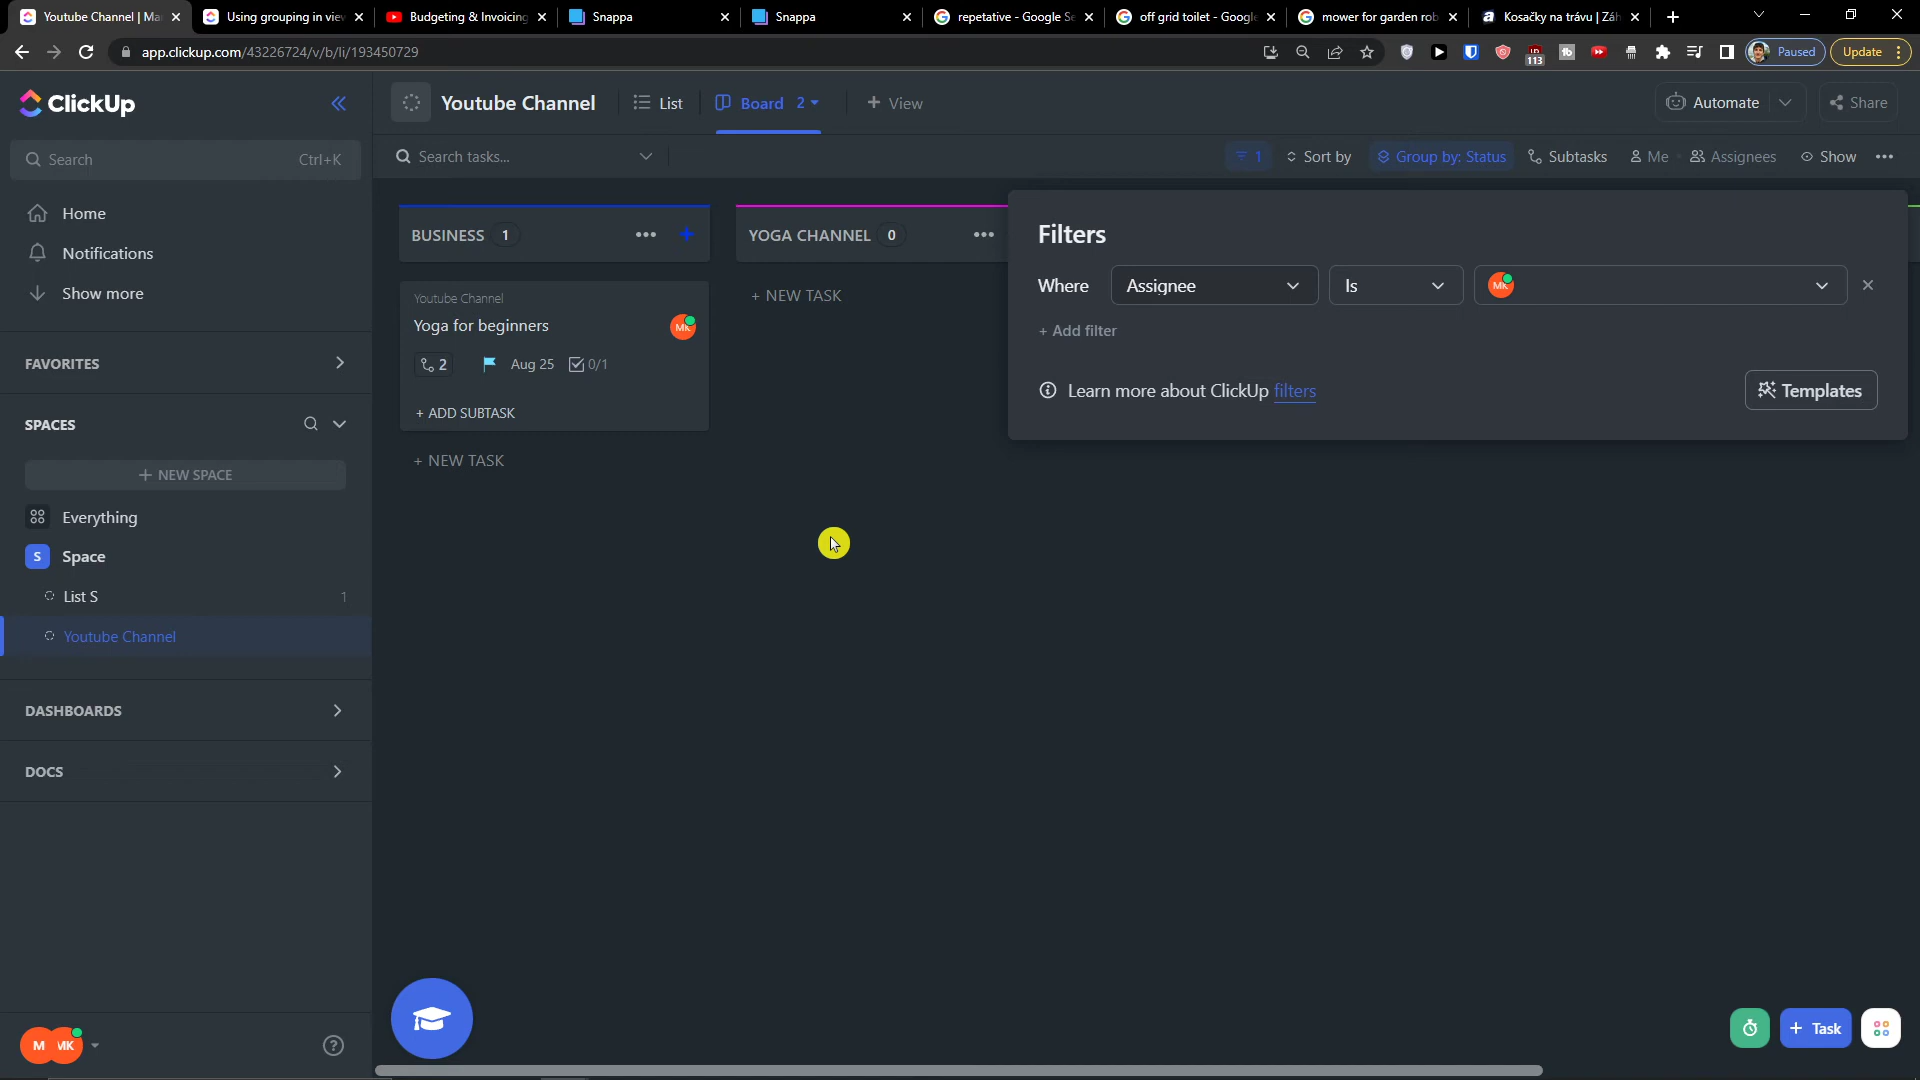 Youtube Channel | Ma
Using grouping in view
Budgeting & Invoicing
Snappa
Snappa
repetative - Google Se
off grid toilet - Google
mower for garden rob
Kosačky na trávu | Záh
app.clickup.com/43226724/v/b/li/193450729
113
Paused
Update
ClickUp
Youtube Channel
List
Board 2
+ View
Automate
Share
Search Ctrl+K
Search tasks...
1
Sort by
Group by: Status
Subtasks
Me
Assignees
Show
Home
Notifications
Show more
FAVORITES
SPACES
+ NEW SPACE
Everything
S Space
List S 1
Youtube Channel
DASHBOARDS
DOCS
M MK
BUSINESS 1
Youtube Channel
Yoga for beginners
MK
2 Aug 25 0/1
+ ADD SUBTASK
+ NEW TASK
YOGA CHANNEL 0
+ NEW TASK
Filters
Where Assignee Is MK
+ Add filter
Learn more about ClickUp filters
Templates
+ Task